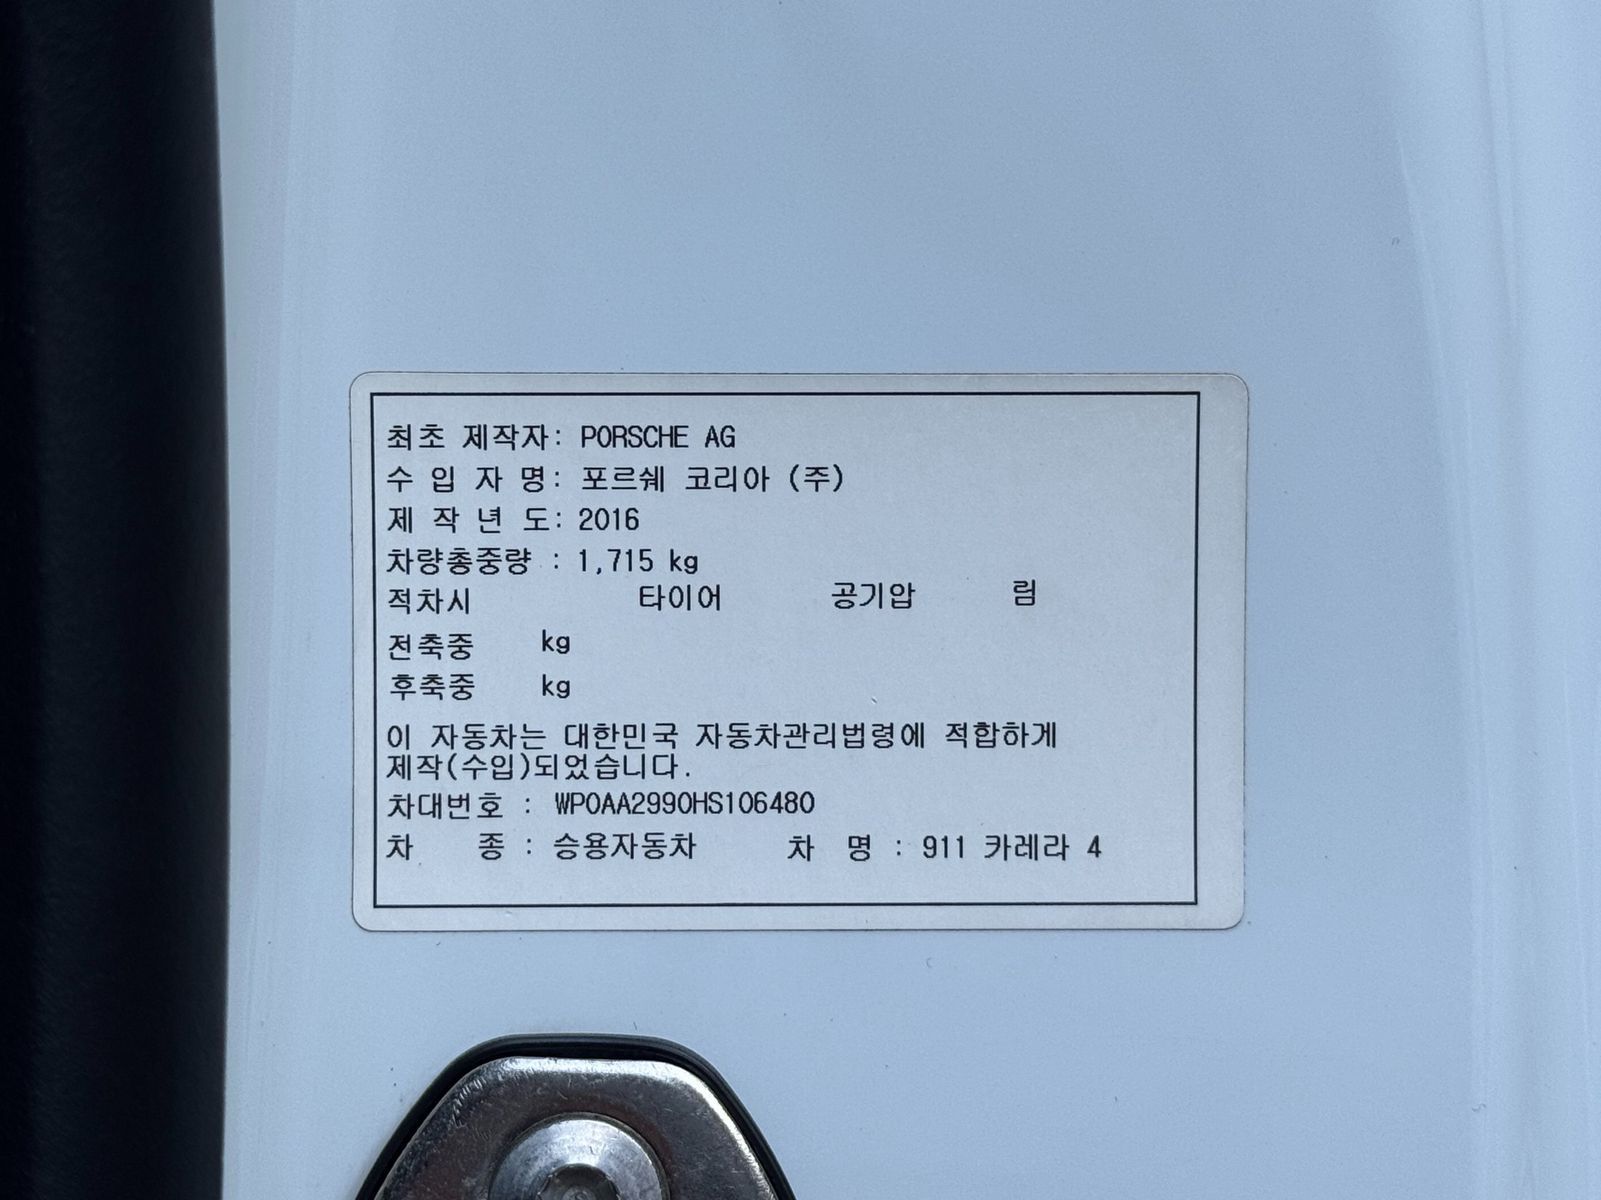 최초 제작자: PORSCHE AG
수 입 자 명: 포르쉐 코리아 (주)
제 작 년 도: 2016
차량총중량 : 1,715 kg
적차시 타이어 공기압 림
전축중 kg
후축중 kg
이 자동차는 대한민국 자동차관리법령에 적합하게
제작(수입)되었습니다.
차대번호 : WP0AA2990HS106480
차 종 : 승용자동차 차 명 : 911 카레라 4